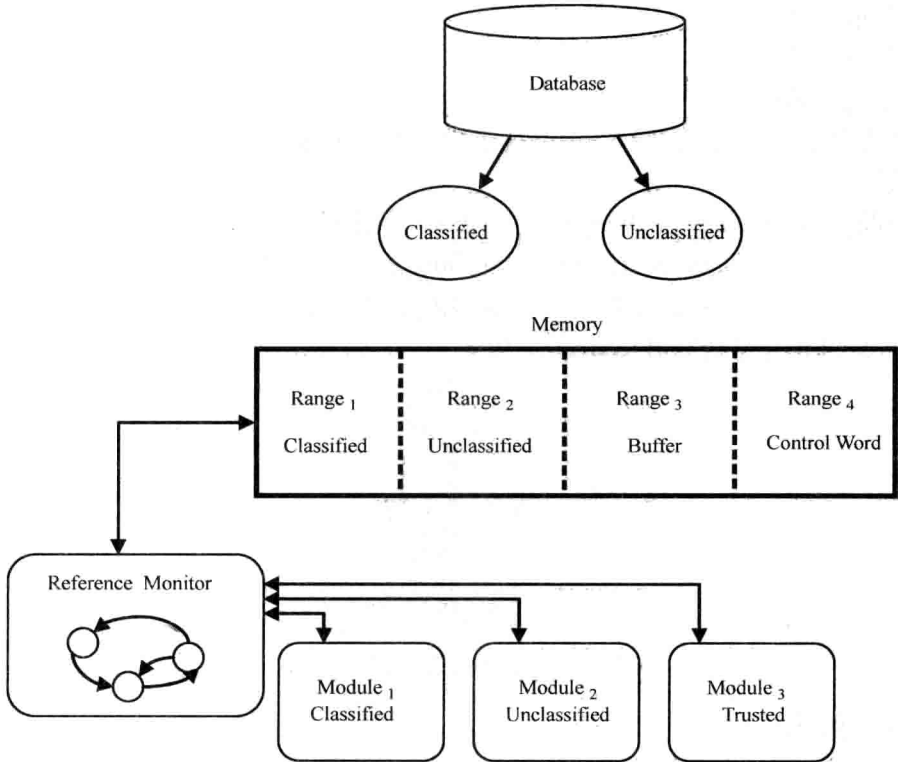 Database
Classified
Unclassified
Memory
Range 1
Classified
Range 2
Unclassified
Range 3
Buffer
Range 4
Control Word
Reference Monitor
Module 1
Classified
Module 2
Unclassified
Module 3
Trusted